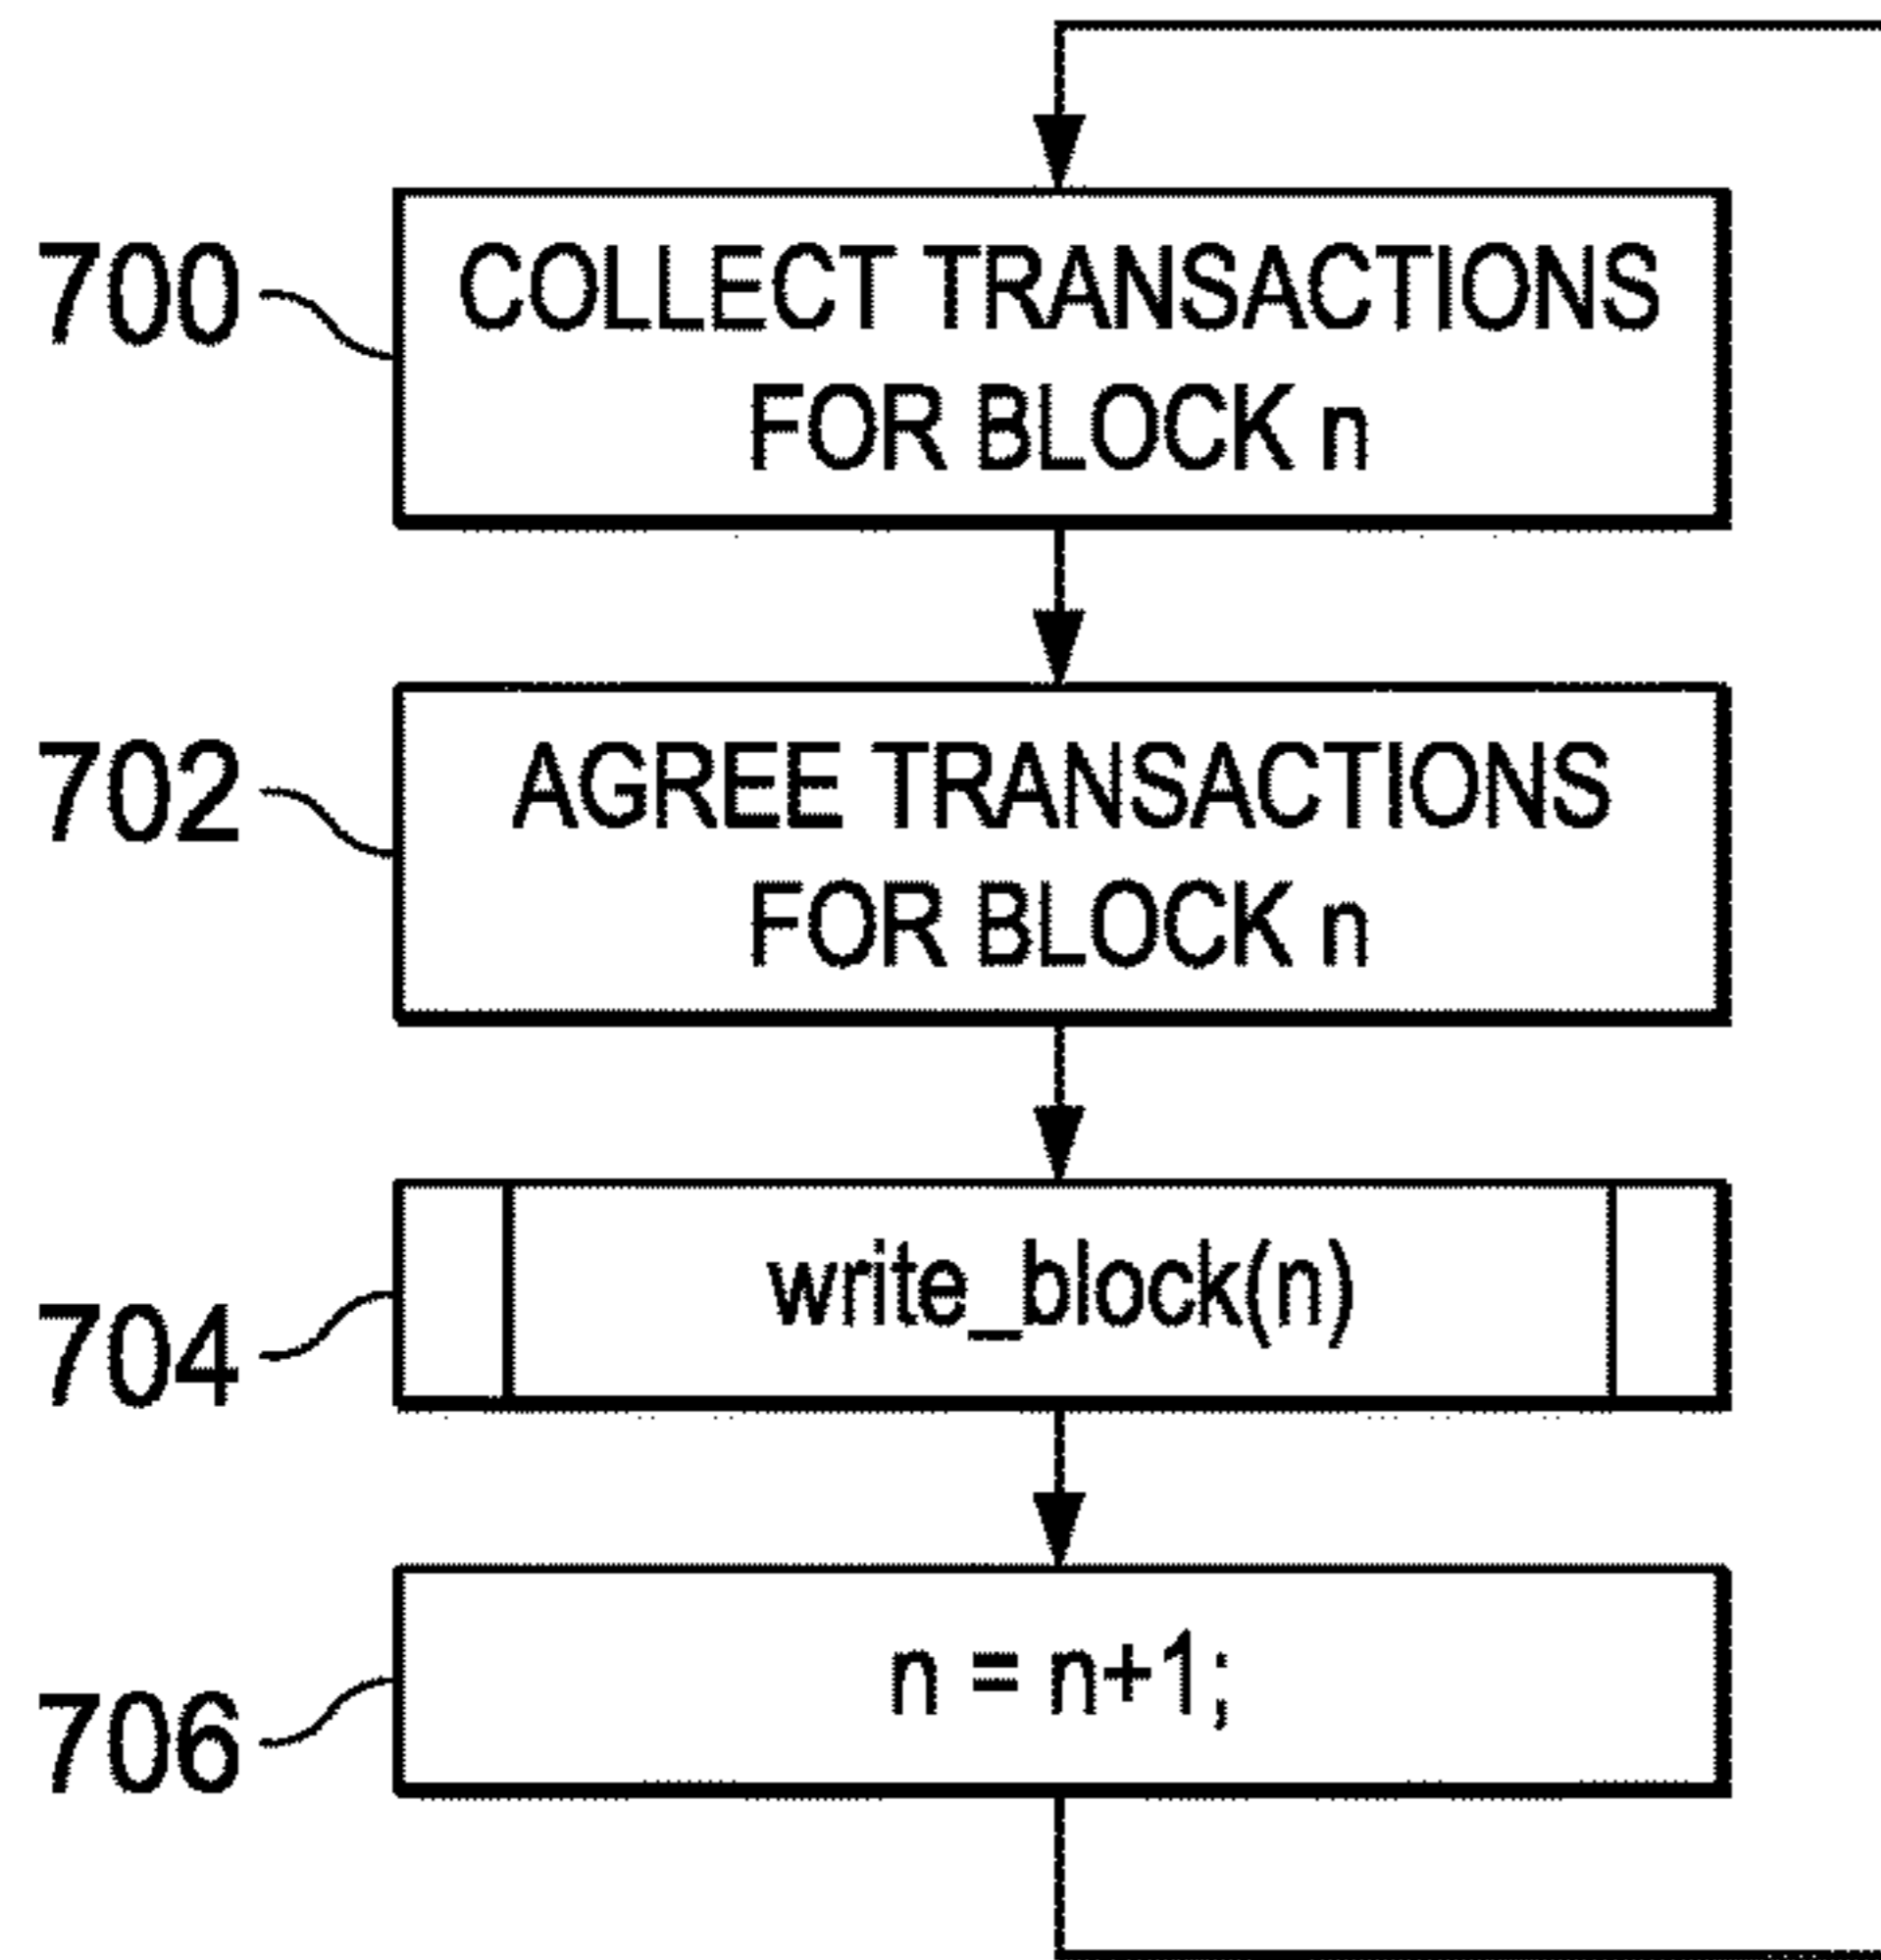 700
COLLECT TRANSACTIONS
FOR BLOCK n
702
AGREE TRANSACTIONS
FOR BLOCK n
704
write_block(n)
706
n = n+1;